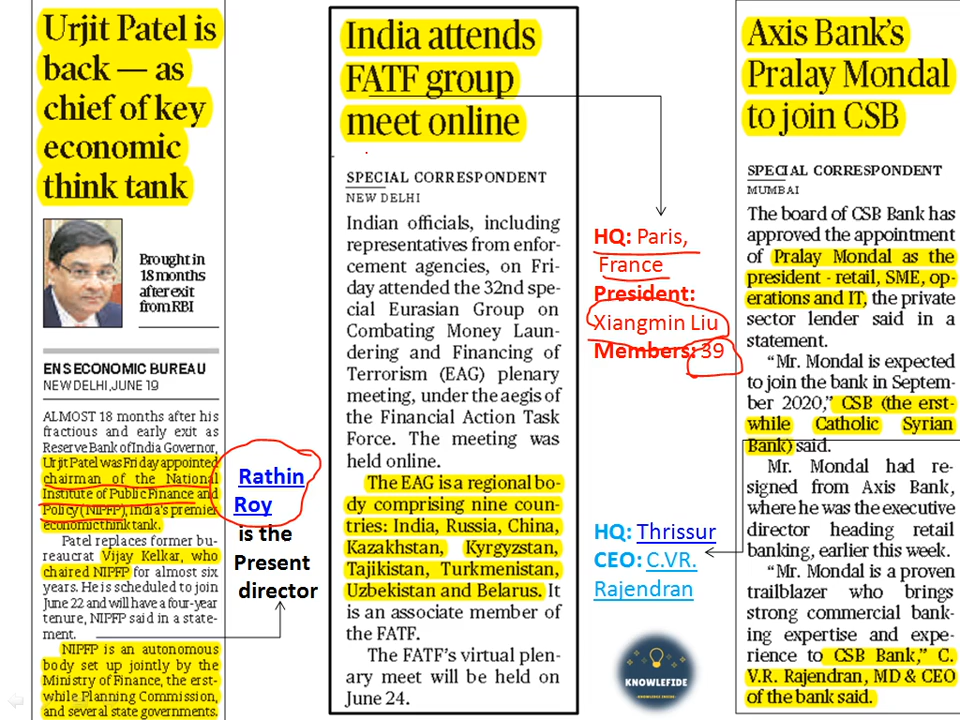 Urjit Patel is
back — as
chief of key
economic
think tank
Brought in
18 months
after exit
from RBI
ENS ECONOMIC BUREAU
NEW DELHI, JUNE 19
ALMOST 18 months after his
fractious and early exit as
Reserve Bank of India Governor,
Urjit Patel was Friday appointed
chairman of the National
Institute of Public Finance and
Policy (NIPFP), India's premier
economic think tank.
Patel replaces former bu-
reaucrat Vijay Kelkar, who
chaired NIPFP for almost six
years. He is scheduled to join
June 22 and will have a four-year
tenure, NIPFP said in a state-
ment.
NIPFP is an autonomous
body set up jointly by the
Ministry of Finance, the erst-
while Planning Commission,
and several state governments.
Rathin
Roy
is the
Present
director
India attends
FATF group
meet online
SPECIAL CORRESPONDENT
NEW DELHI
Indian officials, including
representatives from enfor-
cement agencies, on Fri-
day attended the 32nd spe-
cial Eurasian Group on
Combating Money Laun-
dering and Financing of
Terrorism (EAG) plenary
meeting, under the aegis of
the Financial Action Task
Force. The meeting was
held online.
The EAG is a regional bo-
dy comprising nine coun-
tries: India, Russia, China,
Kazakhstan, Kyrgyzstan,
Tajikistan, Turkmenistan,
Uzbekistan and Belarus. It
is an associate member of
the FATF.
The FATF's virtual plen-
ary meet will be held on
June 24.
HQ: Paris,
France
President:
Xiangmin Liu
Members: 39
HQ: Thrissur
CEO: C.VR.
Rajendran
KNOWLEFIDE
Axis Bank's
Pralay Mondal
to join CSB
SPECIAL CORRESPONDENT
MUMBAI
The board of CSB Bank has
approved the appointment
of Pralay Mondal as the
president - retail, SME, op-
erations and IT, the private
sector lender said in a
statement.
"Mr. Mondal is expected
to join the bank in Septem-
ber 2020," CSB (the erst-
while Catholic Syrian
Bank) said.
Mr. Mondal had re-
signed from Axis Bank,
where he was the executive
director heading retail
banking, earlier this week.
"Mr. Mondal is a proven
trailblazer who brings
strong commercial bank-
ing expertise and expe-
rience to CSB Bank," C.
V.R. Rajendran, MD & CEO
of the bank said.